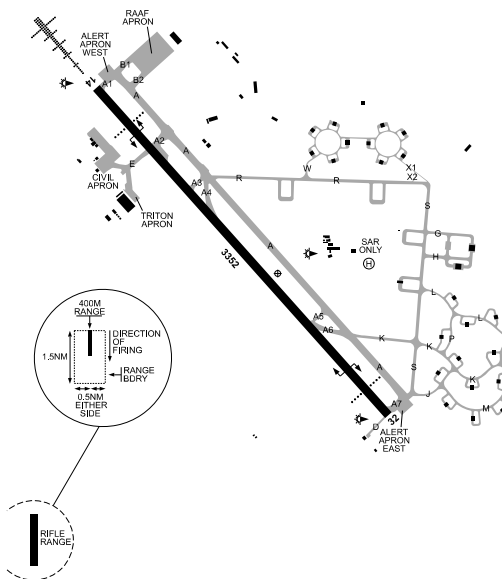 RAAF
APRON
ALERT
APRON
WEST
B1
B2
A1
14
A
A2
A
E
CIVIL
APRON
TRITON
APRON
A3
A4
R
W
R
X1
X2
S
G
H
SAR
ONLY
H
A
3352
L
L
P
A5
A6
K
K
K
S
A
J
M
A7
32
D
ALERT
APRON
EAST
400M
RANGE
DIRECTION
OF
FIRING
1.5NM
RANGE
BDRY
0.5NM
EITHER
SIDE
RIFLE
RANGE